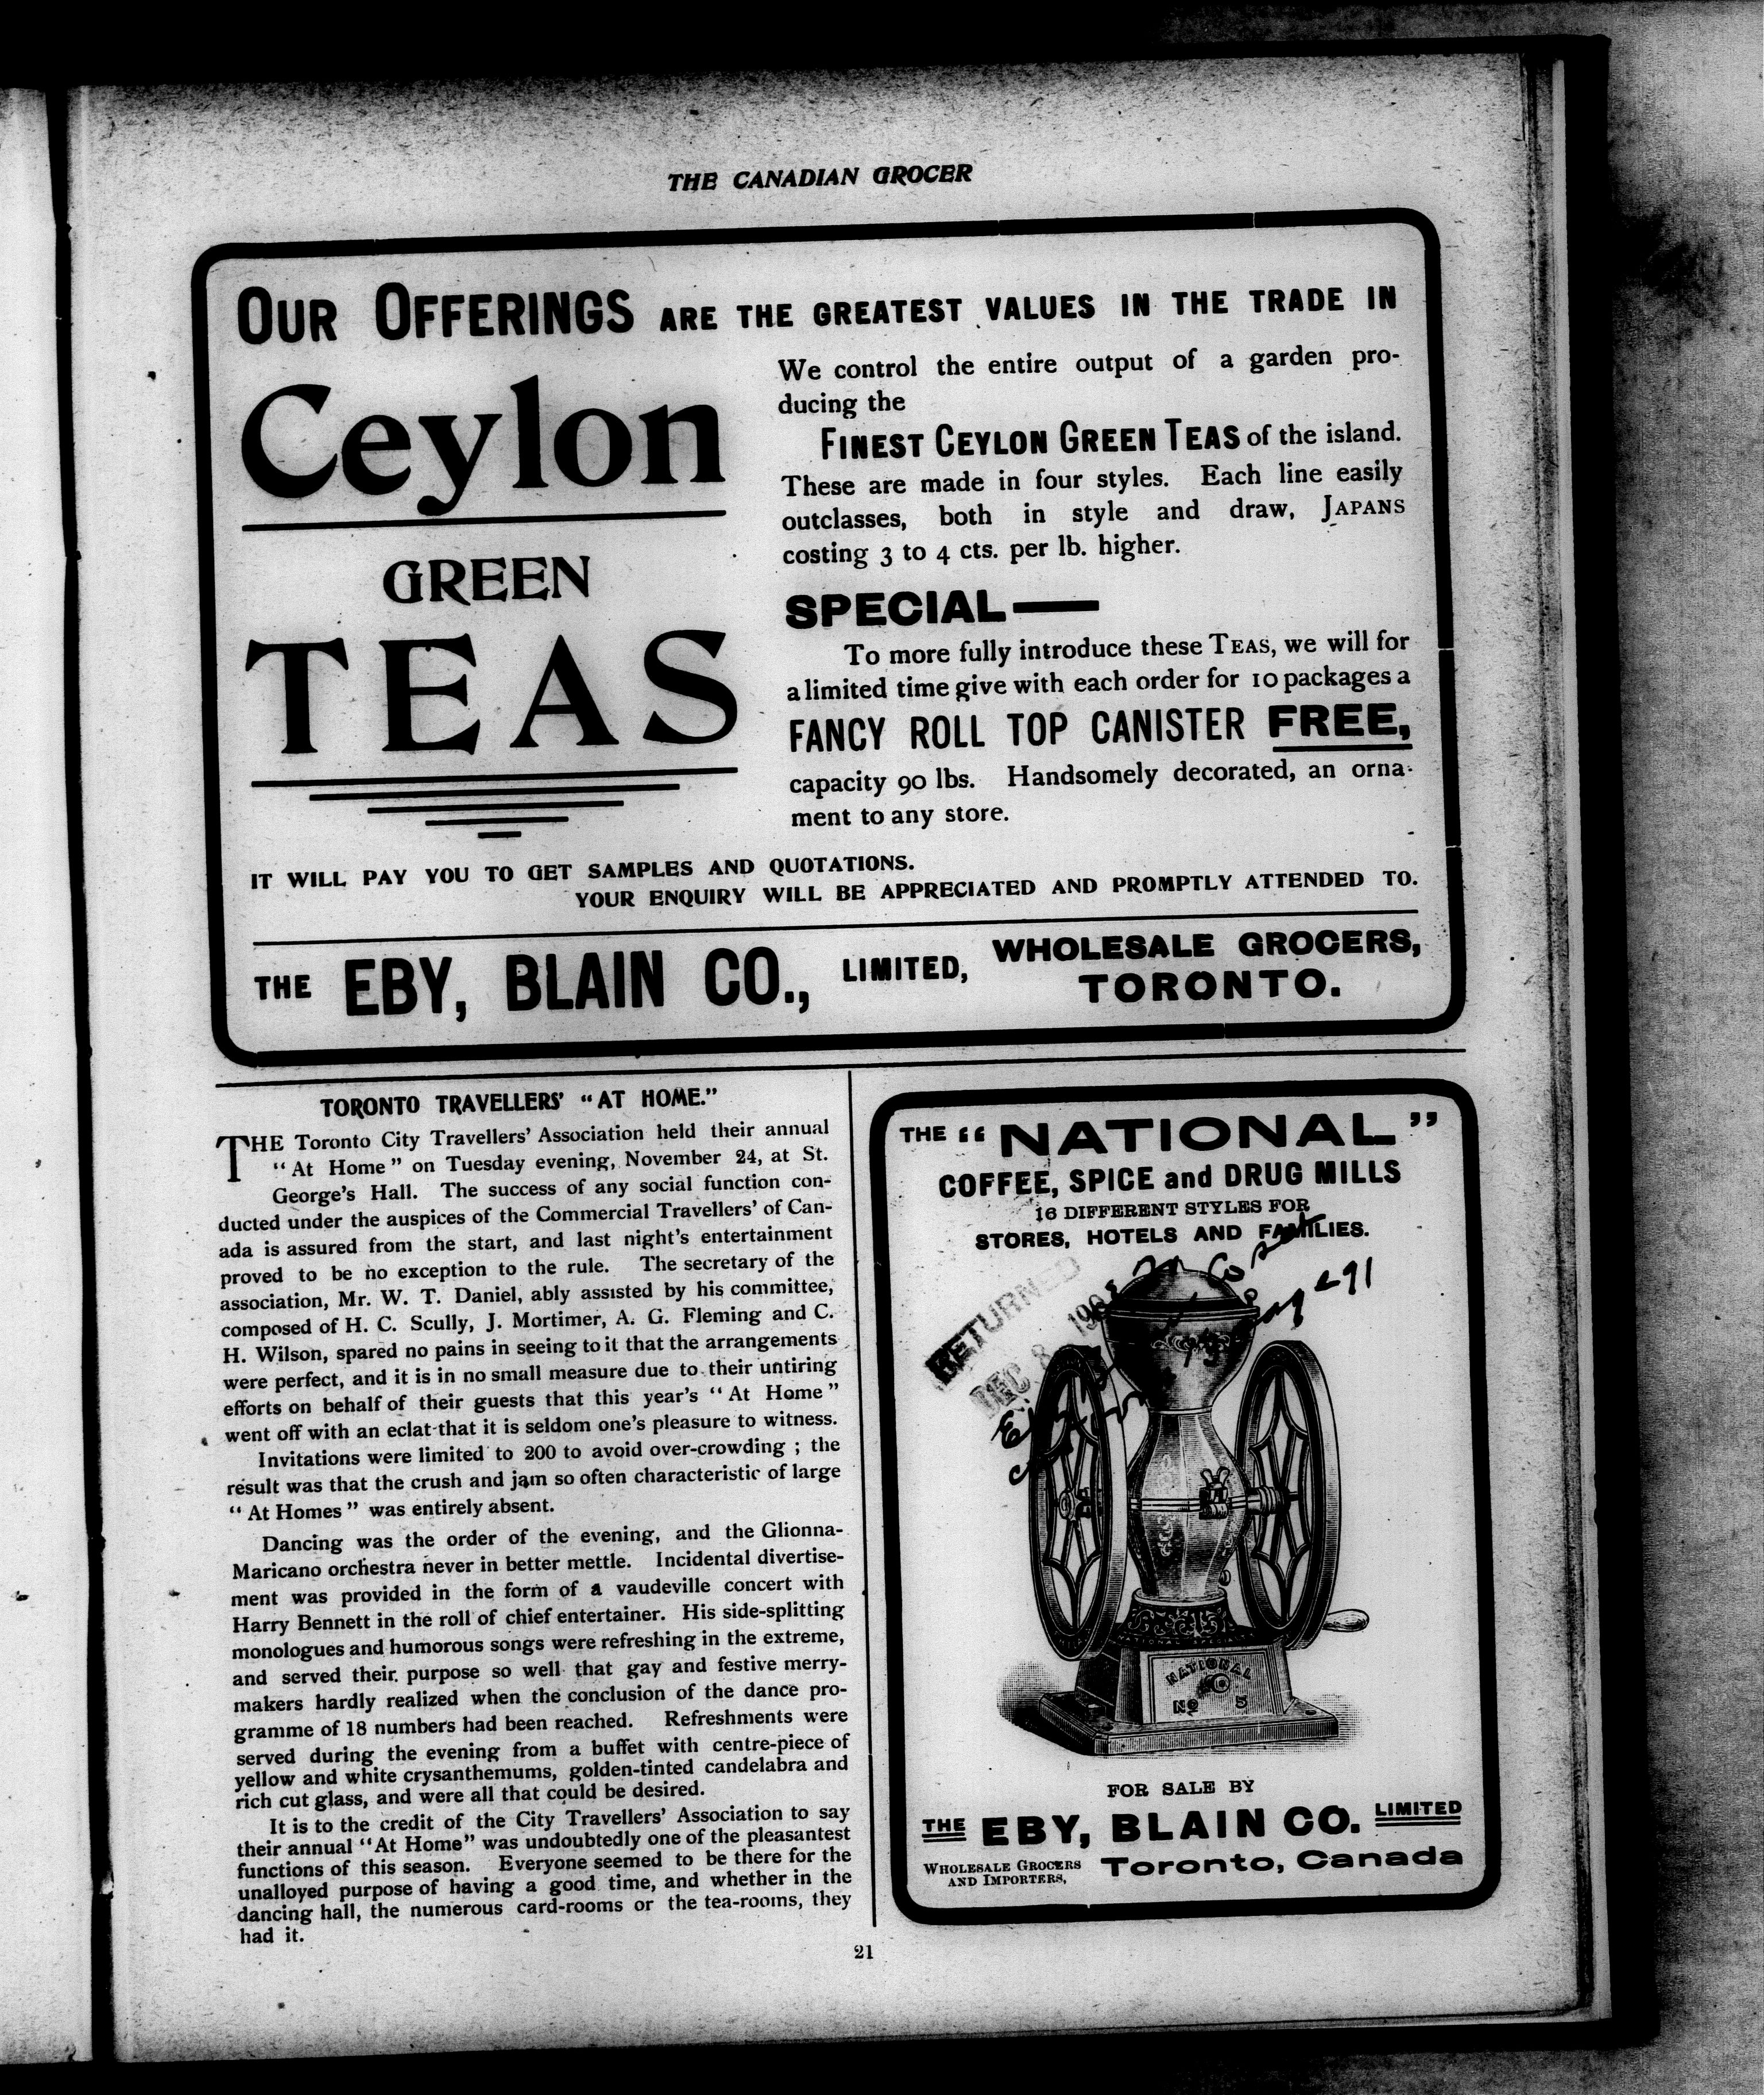 THE CANADIAN GROCER
OUR OFFERINGS ARE THE GREATEST VALUES IN THE TRADE IN
Ceylon
GREEN
TEAS
We control the entire output of a garden pro-
ducing the
FINEST CEYLON GREEN TEAS of the island.
These are made in four styles. Each line easily
outclasses, both in style and draw, JAPANS
costing 3 to 4 cts. per lb. higher.
SPECIAL—
To more fully introduce these TEAS, we will for
a limited time give with each order for 10 packages a
FANCY ROLL TOP CANISTER FREE,
capacity 90 lbs. Handsomely decorated, an orna-
ment to any store.
IT WILL PAY YOU TO GET SAMPLES AND QUOTATIONS.
YOUR ENQUIRY WILL BE APPRECIATED AND PROMPTLY ATTENDED TO.
THE EBY, BLAIN CO., LIMITED, WHOLESALE GROCERS,
TORONTO.
TORONTO TRAVELLERS' "AT HOME."
THE Toronto City Travellers' Association held their annual
"At Home" on Tuesday evening, November 24, at St.
George's Hall. The success of any social function con-
ducted under the auspices of the Commercial Travellers' of Can-
ada is assured from the start, and last night's entertainment
proved to be no exception to the rule. The secretary of the
association, Mr. W. T. Daniel, ably assisted by his committee,
composed of H. C. Scully, J. Mortimer, A. G. Fleming and C.
H. Wilson, spared no pains in seeing to it that the arrangements
were perfect, and it is in no small measure due to their untiring
efforts on behalf of their guests that this year's "At Home"
went off with an eclat that it is seldom one's pleasure to witness.
Invitations were limited to 200 to avoid over-crowding ; the
result was that the crush and jam so often characteristic of large
"At Homes" was entirely absent.
Dancing was the order of the evening, and the Glionna-
Maricano orchestra never in better mettle. Incidental divertise-
ment was provided in the form of a vaudeville concert with
Harry Bennett in the roll of chief entertainer. His side-splitting
monologues and humorous songs were refreshing in the extreme,
and served their purpose so well that gay and festive merry-
makers hardly realized when the conclusion of the dance pro-
gramme of 18 numbers had been reached. Refreshments were
served during the evening from a buffet with centre-piece of
yellow and white crysanthemums, golden-tinted candelabra and
rich cut glass, and were all that could be desired.
It is to the credit of the City Travellers' Association to say
their annual "At Home" was undoubtedly one of the pleasantest
functions of this season. Everyone seemed to be there for the
unalloyed purpose of having a good time, and whether in the
dancing hall, the numerous card-rooms or the tea-rooms, they
had it.
THE "NATIONAL"
COFFEE, SPICE and DRUG MILLS
16 DIFFERENT STYLES FOR
STORES, HOTELS AND FAMILIES.
RETURNED
DEC 8
NATIONAL
No 5
FOR SALE BY
THE EBY, BLAIN CO. LIMITED
WHOLESALE GROCERS
AND IMPORTERS,
Toronto, Canada
21